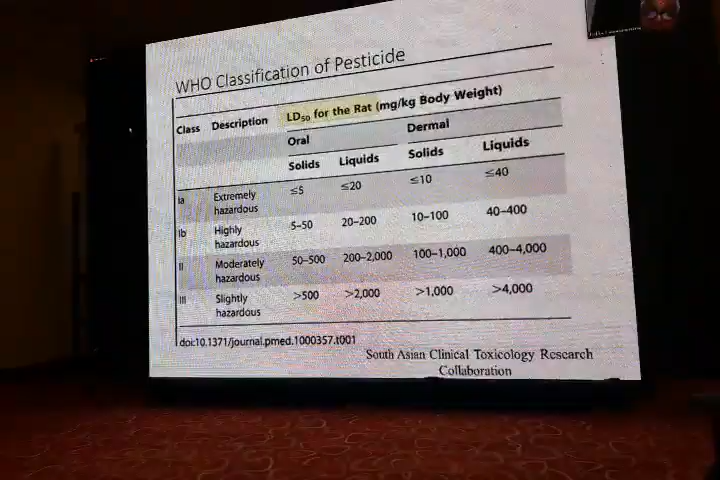 WHO Classification of Pesticide
Class Description LD50 for the Rat (mg/kg Body Weight)
Oral Dermal
Solids Liquids Solids Liquids
Ia Extremely hazardous ≤5 ≤20 ≤10 ≤40
Ib Highly hazardous 5–50 20–200 10–100 40–400
II Moderately hazardous 50–500 200–2,000 100–1,000 400–4,000
III Slightly hazardous >500 >2,000 >1,000 >4,000
doi:10.1371/journal.pmed.1000357.t001
South Asian Clinical Toxicology Research
Collaboration